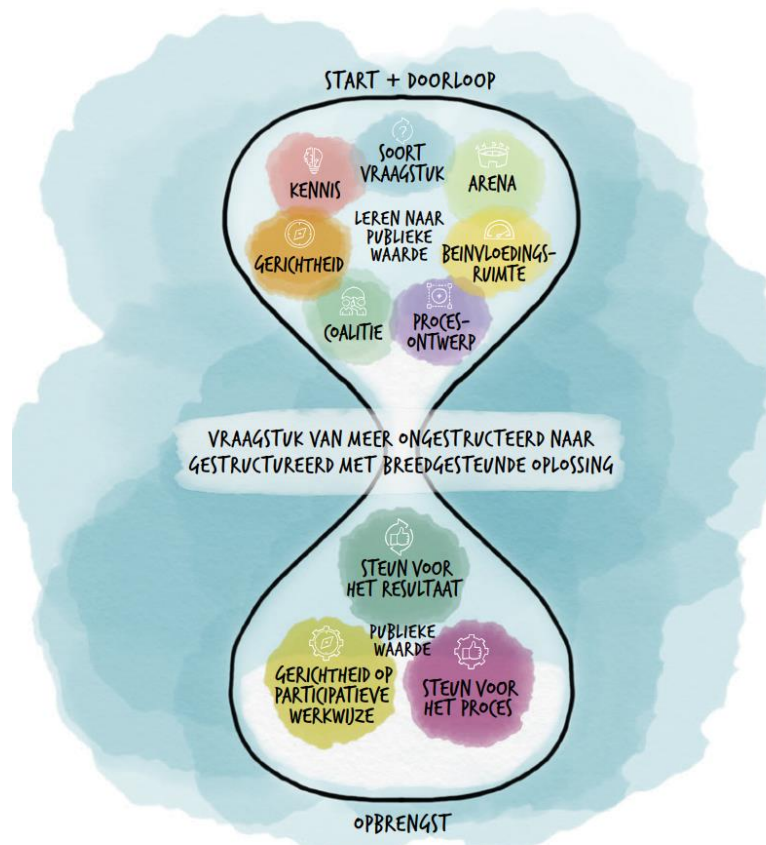 START + DOORLOOP
SOORT
VRAAGSTUK
KENNIS
ARENA
LEREN NAAR
PUBLIEKE
WAARDE
GERICHTHEID
BEINVLOEDINGS-
RUIMTE
COALITIE
PROCES-
ONTWERP
VRAAGSTUK VAN MEER ONGESTRUCTEERD NAAR
GESTRUCTUREERD MET BREEDGESTEUNDE OPLOSSING
STEUN VOOR
HET RESULTAAT
PUBLIEKE
WAARDE
GERICHTHEID OP
PARTICIPATIEVE
WERKWIJZE
STEUN VOOR
HET PROCES
OPBRENGST